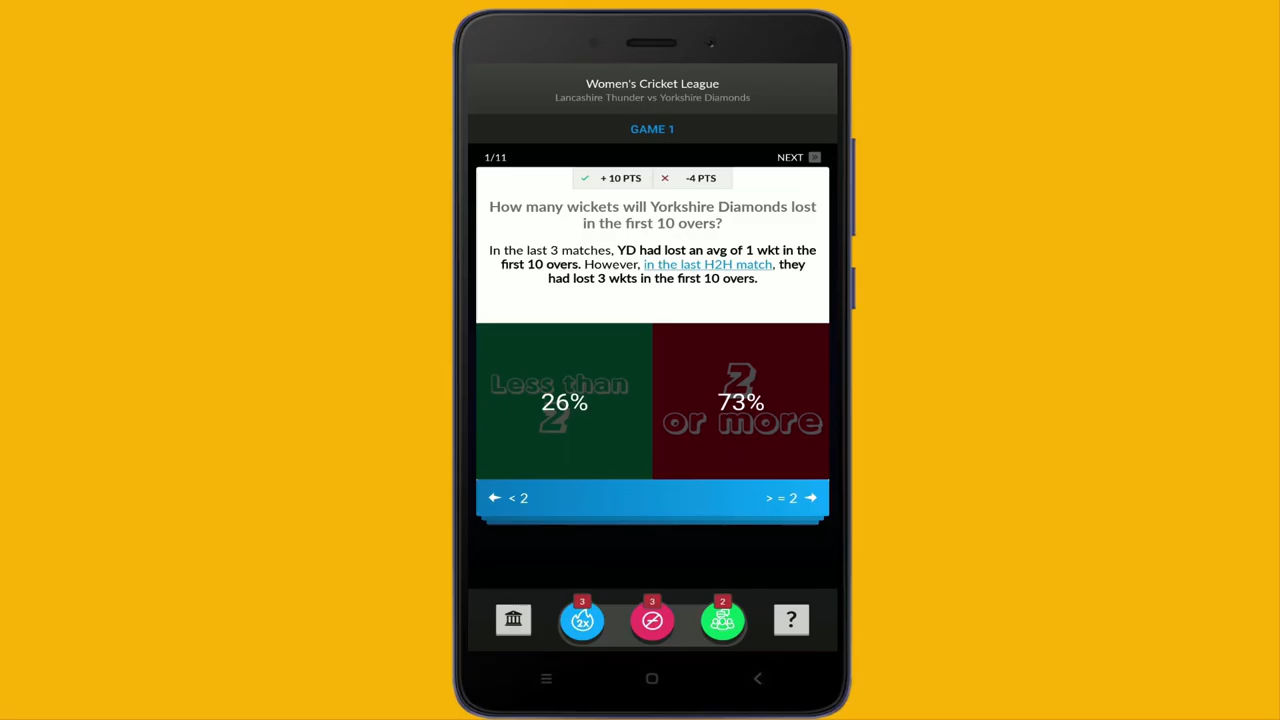 Women's Cricket League
Lancashire Thunder vs Yorkshire Diamonds
GAME 1
1/11 NEXT
+ 10 PTS -4 PTS
How many wickets will Yorkshire Diamonds lost
in the first 10 overs?
In the last 3 matches, YD had lost an avg of 1 wkt in the
first 10 overs. However, in the last H2H match, they
had lost 3 wkts in the first 10 overs.
Less than
2
26%
2
or more
73%
< 2 > = 2
3 3 2
2x
?